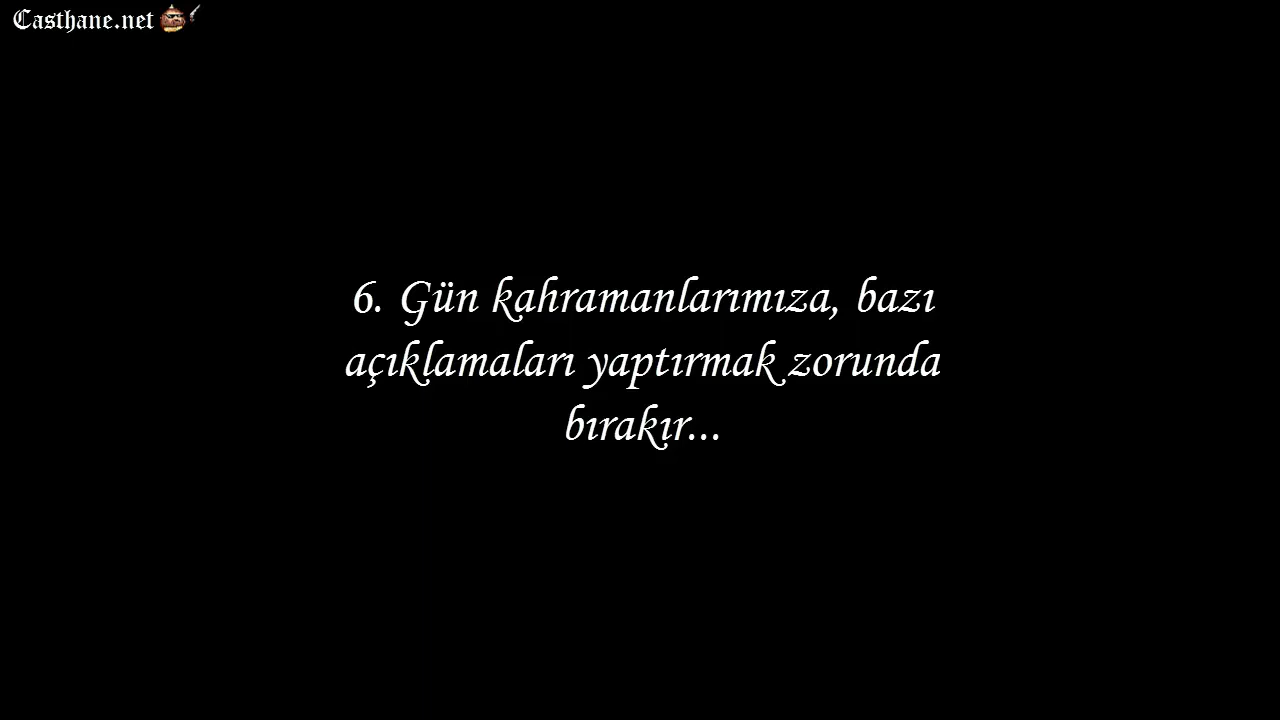 Casthane.net
6. Gün kahramanlarımıza, bazı
açıklamaları yaptırmak zorunda
bırakır...